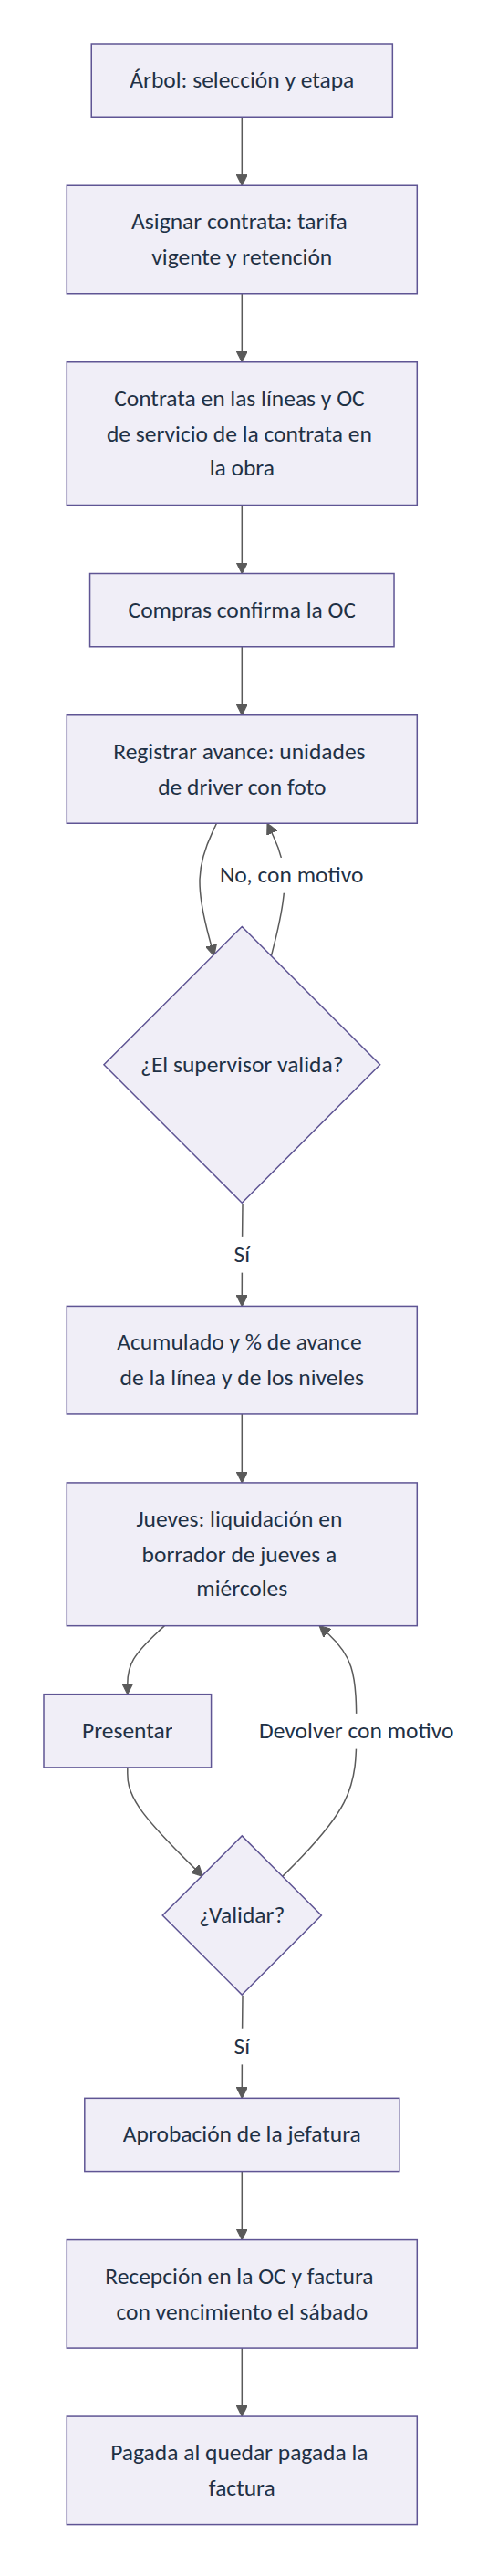 Árbol: selección y etapa
Asignar contrata: tarifa
vigente y retención
Contrata en las líneas y OC
de servicio de la contrata en
la obra
Compras confirma la OC
Registrar avance: unidades
de driver con foto
No, con motivo
¿El supervisor valida?
Sí
Acumulado y % de avance
de la línea y de los niveles
Jueves: liquidación en
borrador de jueves a
miércoles
Presentar
Devolver con motivo
¿Validar?
Sí
Aprobación de la jefatura
Recepción en la OC y factura
con vencimiento el sábado
Pagada al quedar pagada la
factura